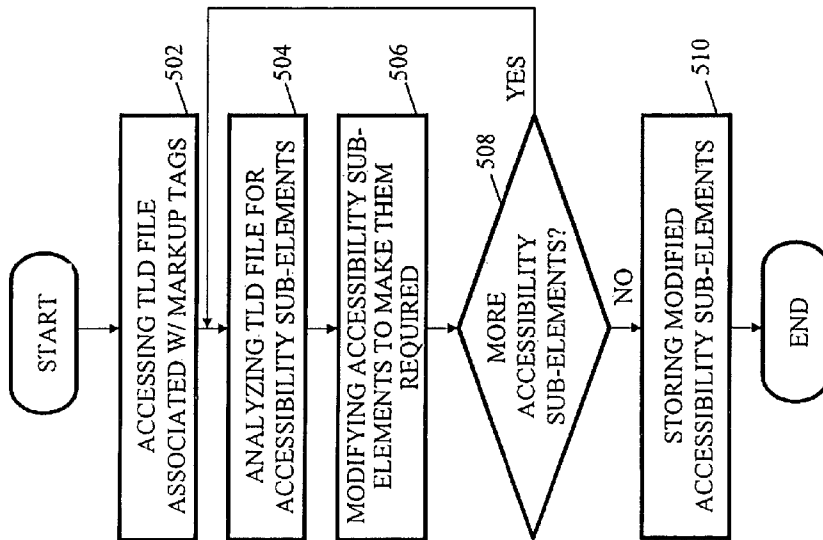 START
ACCESSING TLD FILE
ASSOCIATED W/ MARKUP TAGS
502
ANALYZING TLD FILE FOR
ACCESSIBILITY SUB-ELEMENTS
504
MODIFYING ACCESSIBILITY SUB-
ELEMENTS TO MAKE THEM
REQUIRED
506
MORE
ACCESSIBILITY
SUB-ELEMENTS?
508
YES
NO
STORING MODIFIED
ACCESSIBILITY SUB-ELEMENTS
510
END